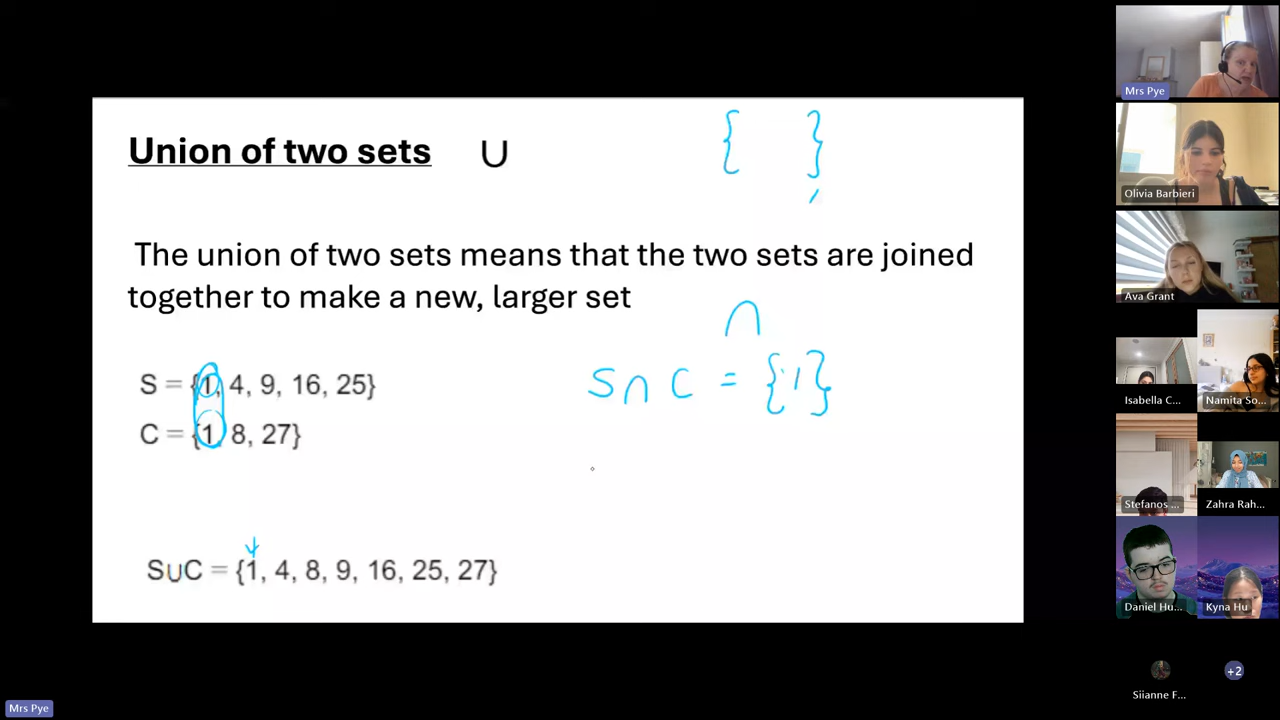 Union of two sets ∪
{ }
The union of two sets means that the two sets are joined
together to make a new, larger set
∩
S = {1, 4, 9, 16, 25}
C = {1, 8, 27}
S∩C = {1}
S∪C = {1, 4, 8, 9, 16, 25, 27}
Mrs Pye
Olivia Barbieri
Ava Grant
Isabella C...
Namita So...
Stefanos ...
Zahra Rah...
Daniel Hu...
Kyna Hu
Siianne F...
+2
Mrs Pye